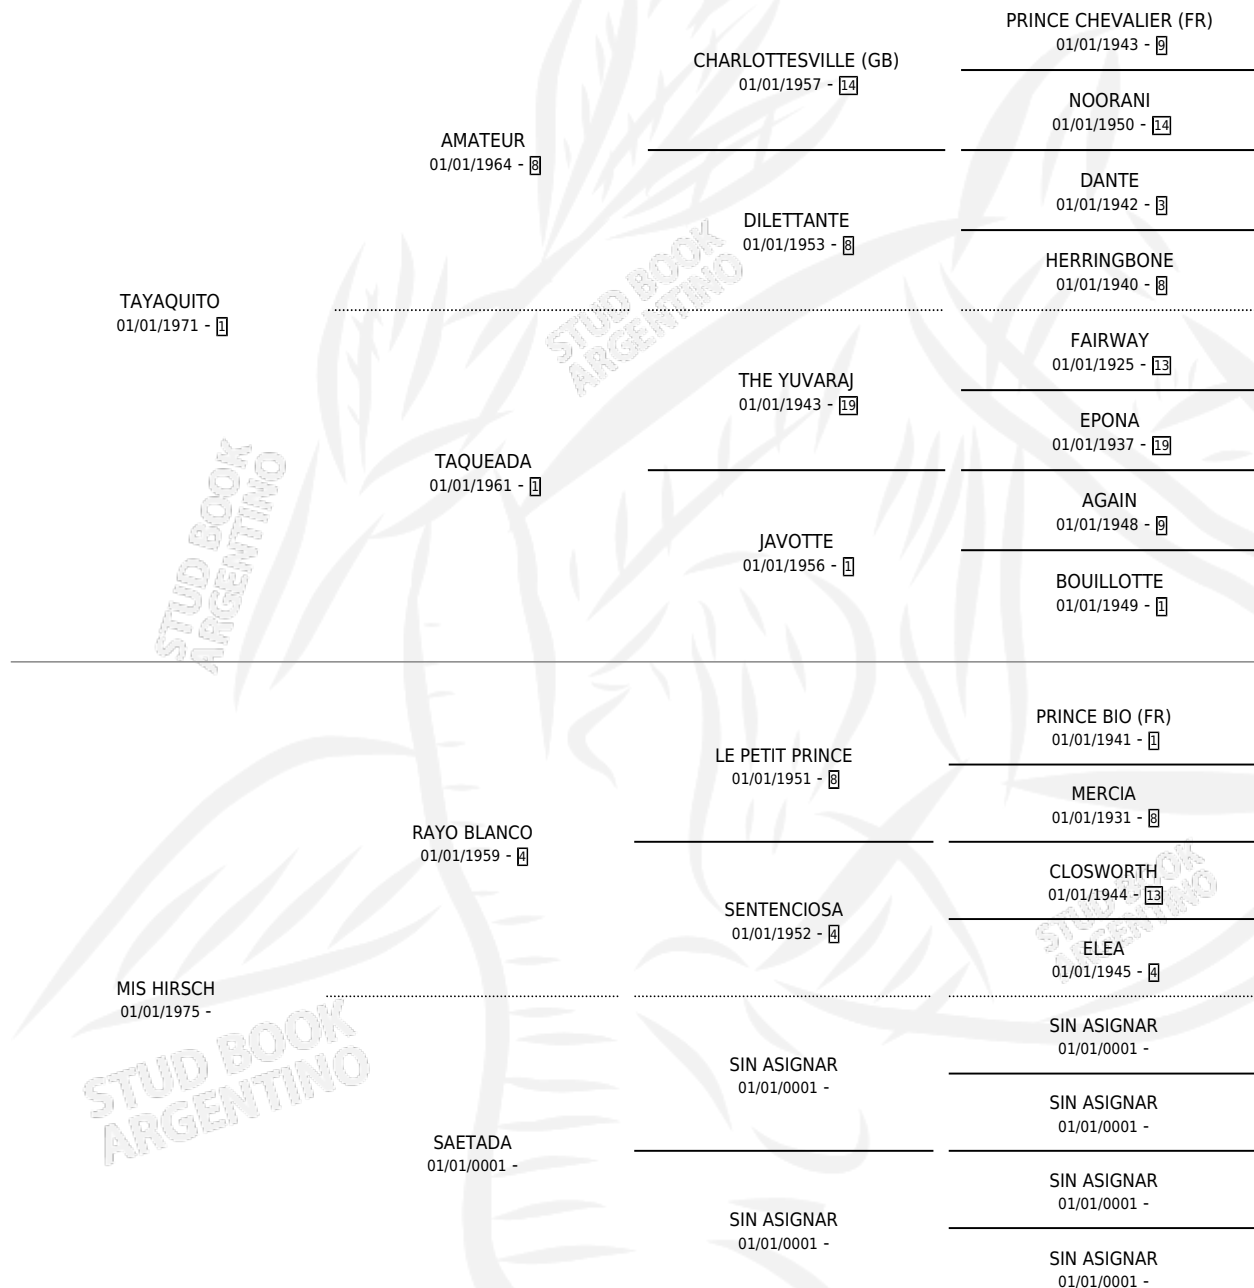 PRINCE CHEVALIER (FR)
01/01/1943 - 9
CHARLOTTESVILLE (GB)
01/01/1957 - 14
NOORANI
01/01/1950 - 14
AMATEUR
01/01/1964 - 8
DANTE
01/01/1942 - 3
DILETTANTE
01/01/1953 - 8
HERRINGBONE
01/01/1940 - 8
TAYAQUITO
01/01/1971 - 1
FAIRWAY
01/01/1925 - 13
THE YUVARAJ
01/01/1943 - 19
EPONA
01/01/1937 - 19
TAQUEADA
01/01/1961 - 1
AGAIN
01/01/1948 - 9
JAVOTTE
01/01/1956 - 1
BOUILLOTTE
01/01/1949 - 1
PRINCE BIO (FR)
01/01/1941 - 1
LE PETIT PRINCE
01/01/1951 - 8
MERCIA
01/01/1931 - 8
RAYO BLANCO
01/01/1959 - 4
CLOSWORTH
01/01/1944 - 13
SENTENCIOSA
01/01/1952 - 4
ELEA
01/01/1945 - 4
MIS HIRSCH
01/01/1975 -
SIN ASIGNAR
01/01/0001 -
SIN ASIGNAR
01/01/0001 -
SIN ASIGNAR
01/01/0001 -
SAETADA
01/01/0001 -
SIN ASIGNAR
01/01/0001 -
SIN ASIGNAR
01/01/0001 -
SIN ASIGNAR
01/01/0001 -
STUD BOOK
ARGENTINO
STUD BOOK
ARGENTINO
STUD BOOK
ARGENTINO
STUD BOOK
ARGENTINO